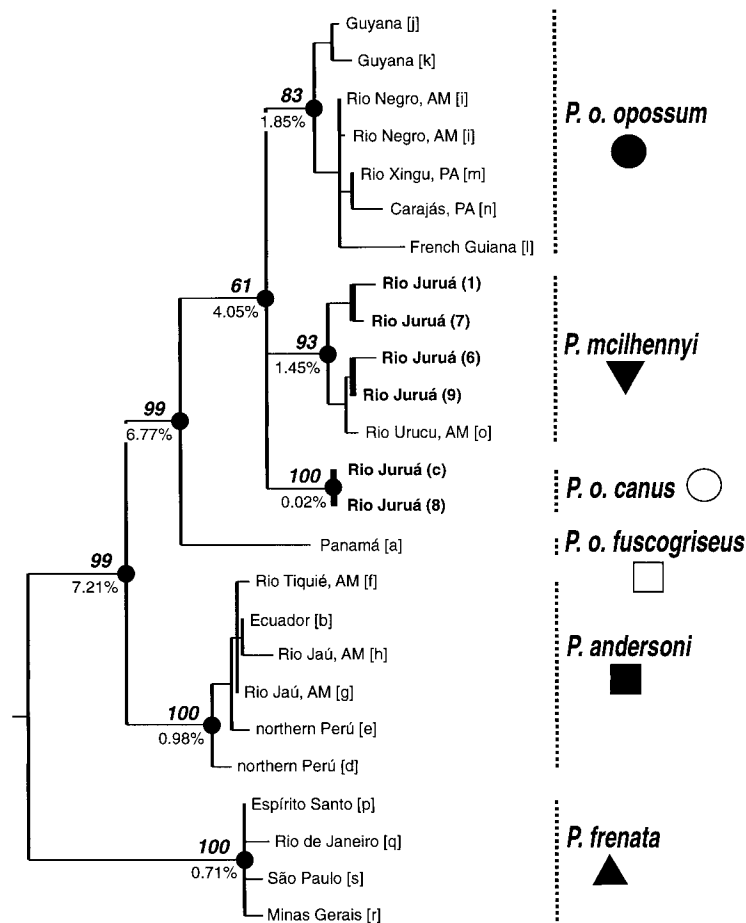 Guyana [j]
Guyana [k]
83
1.85%
Rio Negro, AM [i]
Rio Negro, AM [i]
Rio Xingu, PA [m]
Carajás, PA [n]
French Guiana [l]
P. o. opossum
61
4.05%
Rio Juruá (1)
Rio Juruá (7)
93
1.45%
Rio Juruá (6)
Rio Juruá (9)
Rio Urucu, AM [o]
P. mcilhennyi
99
6.77%
100
0.02%
Rio Juruá (c)
Rio Juruá (8)
P. o. canus
Panamá [a]
P. o. fuscogriseus
99
7.21%
Rio Tiquié, AM [f]
Ecuador [b]
Rio Jaú, AM [h]
Rio Jaú, AM [g]
northern Perú [e]
northern Perú [d]
100
0.98%
P. andersoni
Espírito Santo [p]
Rio de Janeiro [q]
São Paulo [s]
Minas Gerais [r]
100
0.71%
P. frenata